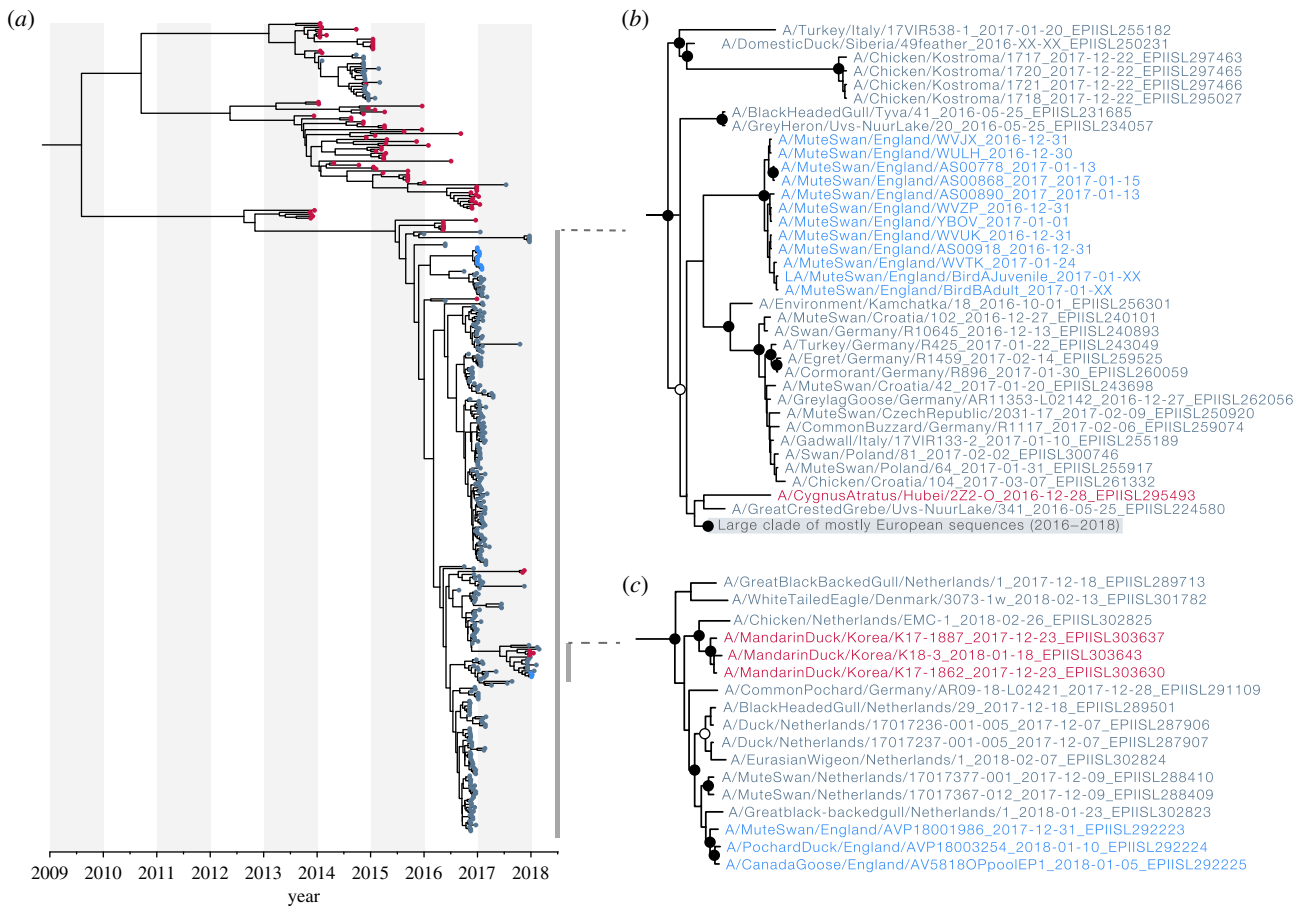 (a)
2009 2010 2011 2012 2013 2014 2015 2016 2017 2018
year
(b)
A/Turkey/Italy/17VIR538-1_2017-01-20_EPIISL255182
A/DomesticDuck/Siberia/49feather_2016-XX-XX_EPIISL250231
A/Chicken/Kostroma/1717_2017-12-22_EPIISL297463
A/Chicken/Kostroma/1720_2017-12-22_EPIISL297465
A/Chicken/Kostroma/1721_2017-12-22_EPIISL297466
A/Chicken/Kostroma/1718_2017-12-22_EPIISL295027
A/BlackHeadedGull/Tyva/41_2016-05-25_EPIISL231685
A/GreyHeron/Uvs-NuurLake/20_2016-05-25_EPIISL234057
A/MuteSwan/England/WVJX_2016-12-31
A/MuteSwan/England/WULH_2016-12-30
A/MuteSwan/England/AS00778_2017-01-13
A/MuteSwan/England/AS00868_2017_2017-01-15
A/MuteSwan/England/AS00890_2017_2017-01-13
A/MuteSwan/England/WVZP_2016-12-31
A/MuteSwan/England/YBOV_2017-01-01
A/MuteSwan/England/WVUK_2016-12-31
A/MuteSwan/England/AS00918_2016-12-31
A/MuteSwan/England/WVTK_2017-01-24
LA/MuteSwan/England/BirdAJuvenile_2017-01-XX
A/MuteSwan/England/BirdBAdult_2017-01-XX
A/Environment/Kamchatka/18_2016-10-01_EPIISL256301
A/MuteSwan/Croatia/102_2016-12-27_EPIISL240101
A/Swan/Germany/R10645_2016-12-13_EPIISL240893
A/Turkey/Germany/R425_2017-01-22_EPIISL243049
A/Egret/Germany/R1459_2017-02-14_EPIISL259525
A/Cormorant/Germany/R896_2017-01-30_EPIISL260059
A/MuteSwan/Croatia/42_2017-01-20_EPIISL243698
A/GreylagGoose/Germany/AR11353-L02142_2016-12-27_EPIISL262056
A/MuteSwan/CzechRepublic/2031-17_2017-02-09_EPIISL250920
A/CommonBuzzard/Germany/R1117_2017-02-06_EPIISL259074
A/Gadwall/Italy/17VIR133-2_2017-01-10_EPIISL255189
A/Swan/Poland/81_2017-02-02_EPIISL300746
A/MuteSwan/Poland/64_2017-01-31_EPIISL255917
A/Chicken/Croatia/104_2017-03-07_EPIISL261332
A/CygnusAtratus/Hubei/2Z2-O_2016-12-28_EPIISL295493
A/GreatCrestedGrebe/Uvs-NuurLake/341_2016-05-25_EPIISL224580
Large clade of mostly European sequences (2016–2018)
(c)
A/GreatBlackBackedGull/Netherlands/1_2017-12-18_EPIISL289713
A/WhiteTailedEagle/Denmark/3073-1w_2018-02-13_EPIISL301782
A/Chicken/Netherlands/EMC-1_2018-02-26_EPIISL302825
A/MandarinDuck/Korea/K17-1887_2017-12-23_EPIISL303637
A/MandarinDuck/Korea/K18-3_2018-01-18_EPIISL303643
A/MandarinDuck/Korea/K17-1862_2017-12-23_EPIISL303630
A/CommonPochard/Germany/AR09-18-L02421_2017-12-28_EPIISL291109
A/BlackHeadedGull/Netherlands/29_2017-12-18_EPIISL289501
A/Duck/Netherlands/17017236-001-005_2017-12-07_EPIISL287906
A/Duck/Netherlands/17017237-001-005_2017-12-07_EPIISL287907
A/EurasianWigeon/Netherlands/1_2018-02-07_EPIISL302824
A/MuteSwan/Netherlands/17017377-001_2017-12-09_EPIISL288410
A/MuteSwan/Netherlands/17017367-012_2017-12-09_EPIISL288409
A/Greatblack-backedgull/Netherlands/1_2018-01-23_EPIISL302823
A/MuteSwan/England/AVP18001986_2017-12-31_EPIISL292223
A/PochardDuck/England/AVP18003254_2018-01-10_EPIISL292224
A/CanadaGoose/England/AV5818OPpoolEP1_2018-01-05_EPIISL292225